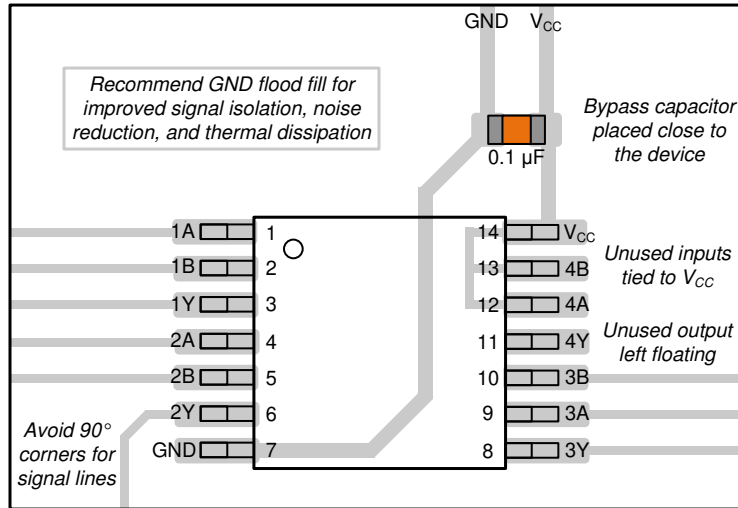 GND V_CC
Recommend GND flood fill for
improved signal isolation, noise
reduction, and thermal dissipation
Bypass capacitor
placed close to
the device
0.1 µF
1A 1 14 V_CC
1B 2 13 4B
Unused inputs
tied to V_CC
1Y 3 12 4A
2A 4 11 4Y
Unused output
left floating
2B 5 10 3B
2Y 6 9 3A
Avoid 90°
corners for
signal lines
GND 7 8 3Y